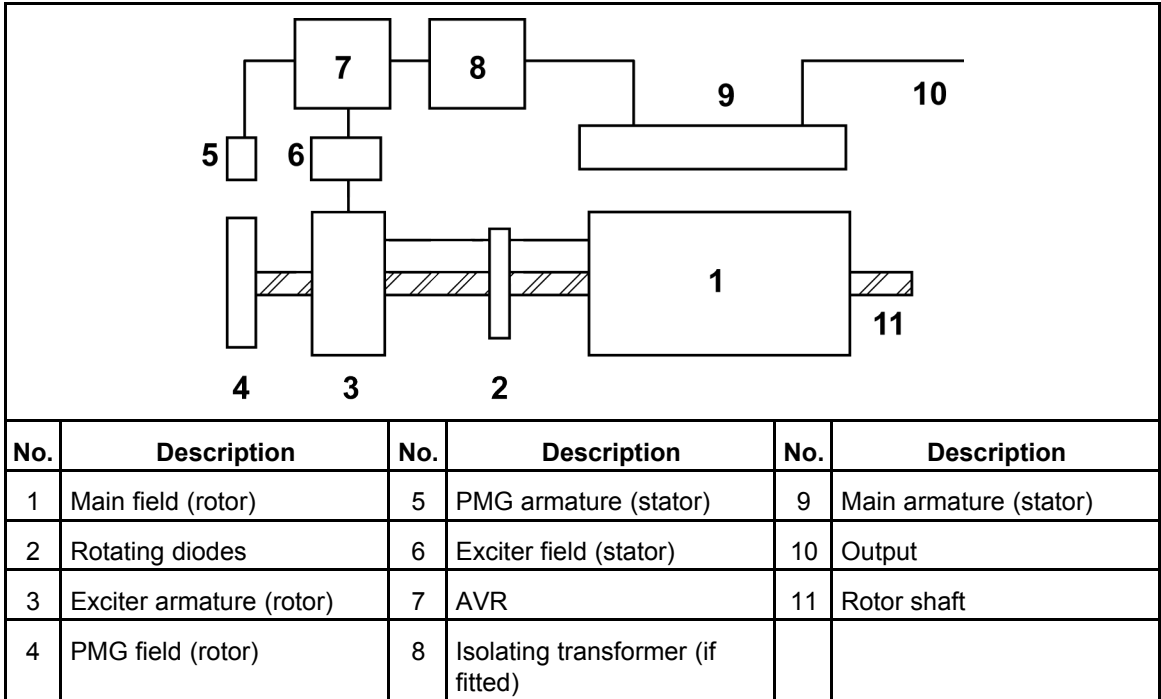 7 8
9 10
5 6
1
11
4 3 2
No. Description No. Description No. Description
1 Main field (rotor) 5 PMG armature (stator) 9 Main armature (stator)
2 Rotating diodes 6 Exciter field (stator) 10 Output
3 Exciter armature (rotor) 7 AVR 11 Rotor shaft
4 PMG field (rotor) 8 Isolating transformer (if
fitted)